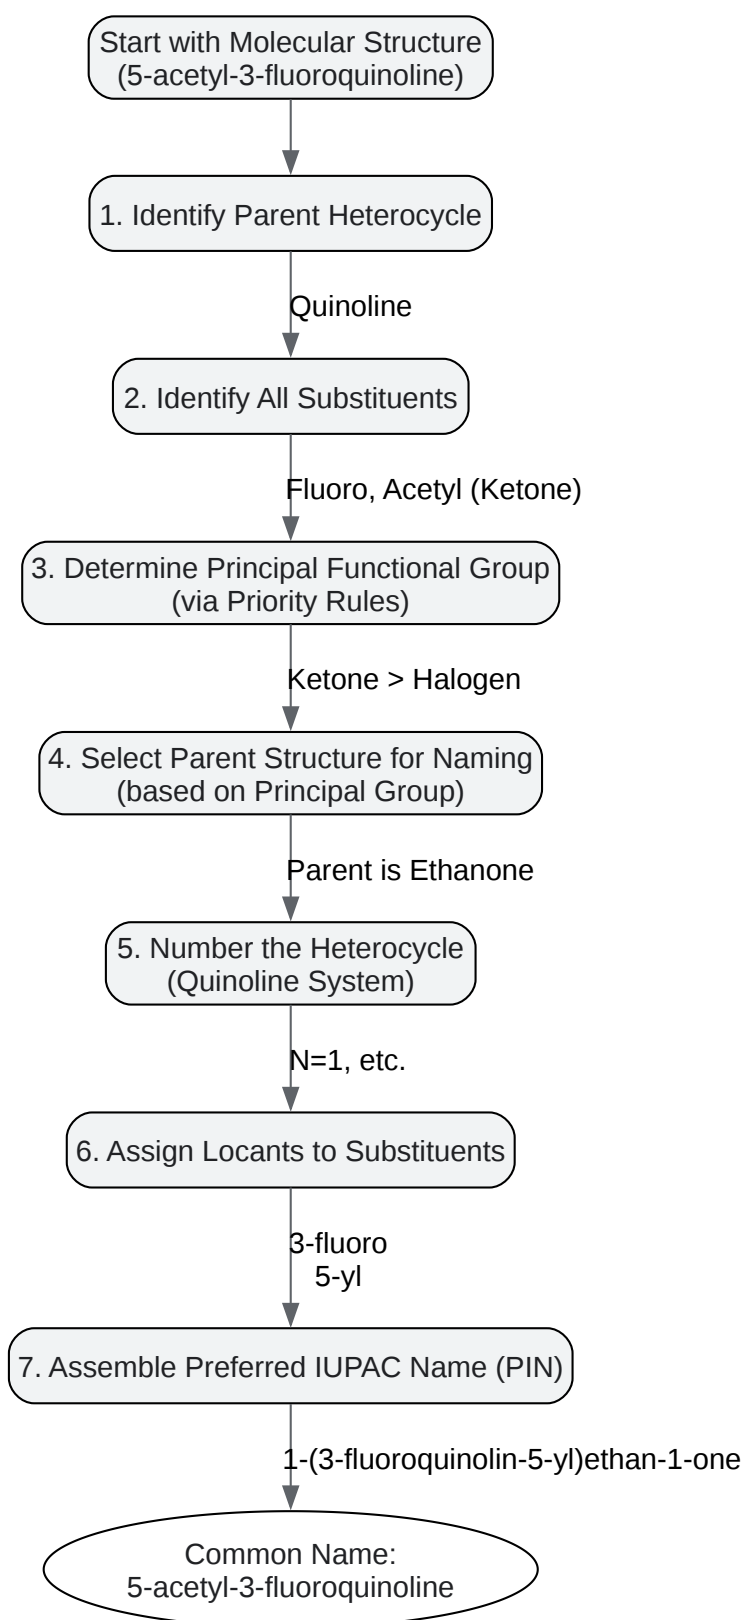 Start with Molecular Structure
(5-acetyl-3-fluoroquinoline)
1. Identify Parent Heterocycle
Quinoline
2. Identify All Substituents
Fluoro, Acetyl (Ketone)
3. Determine Principal Functional Group
(via Priority Rules)
Ketone > Halogen
4. Select Parent Structure for Naming
(based on Principal Group)
Parent is Ethanone
5. Number the Heterocycle
(Quinoline System)
N=1, etc.
6. Assign Locants to Substituents
3-fluoro
5-yl
7. Assemble Preferred IUPAC Name (PIN)
1-(3-fluoroquinolin-5-yl)ethan-1-one
Common Name:
5-acetyl-3-fluoroquinoline